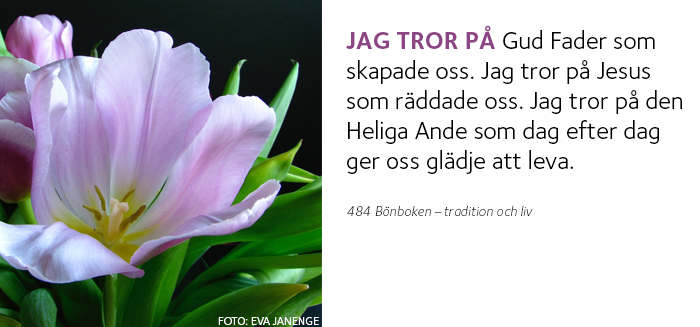 JAG TROR PÅ Gud Fader som
skapade oss. Jag tror på Jesus
som räddade oss. Jag tror på den
Heliga Ande som dag efter dag
ger oss glädje att leva.
484 Bönboken – tradition och liv
FOTO: EVA JANENGE